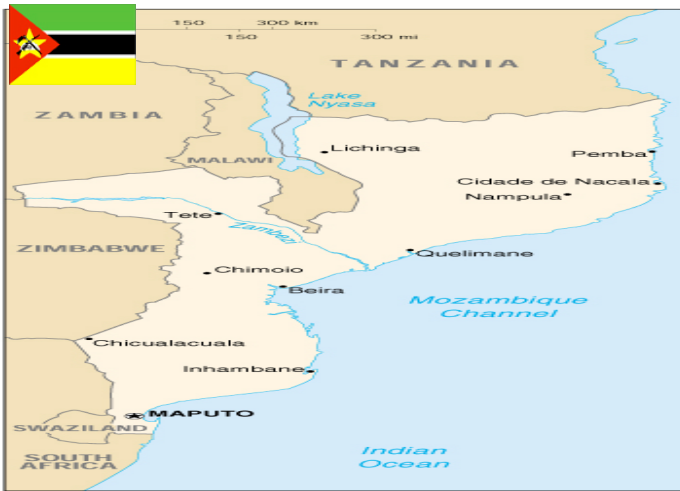 150 300 km
150 300 mi
TANZANIA
Lake
Nyasa
ZAMBIA
MALAWI
Lichinga
Pemba
Cidade de Nacala
Nampula
Tete
Zambezi
ZIMBABWE
Quelimane
Chimoio
Beira
Mozambique
Channel
Chicualacuala
Inhambane
MAPUTO
SWAZILAND
SOUTH
AFRICA
Indian
Ocean